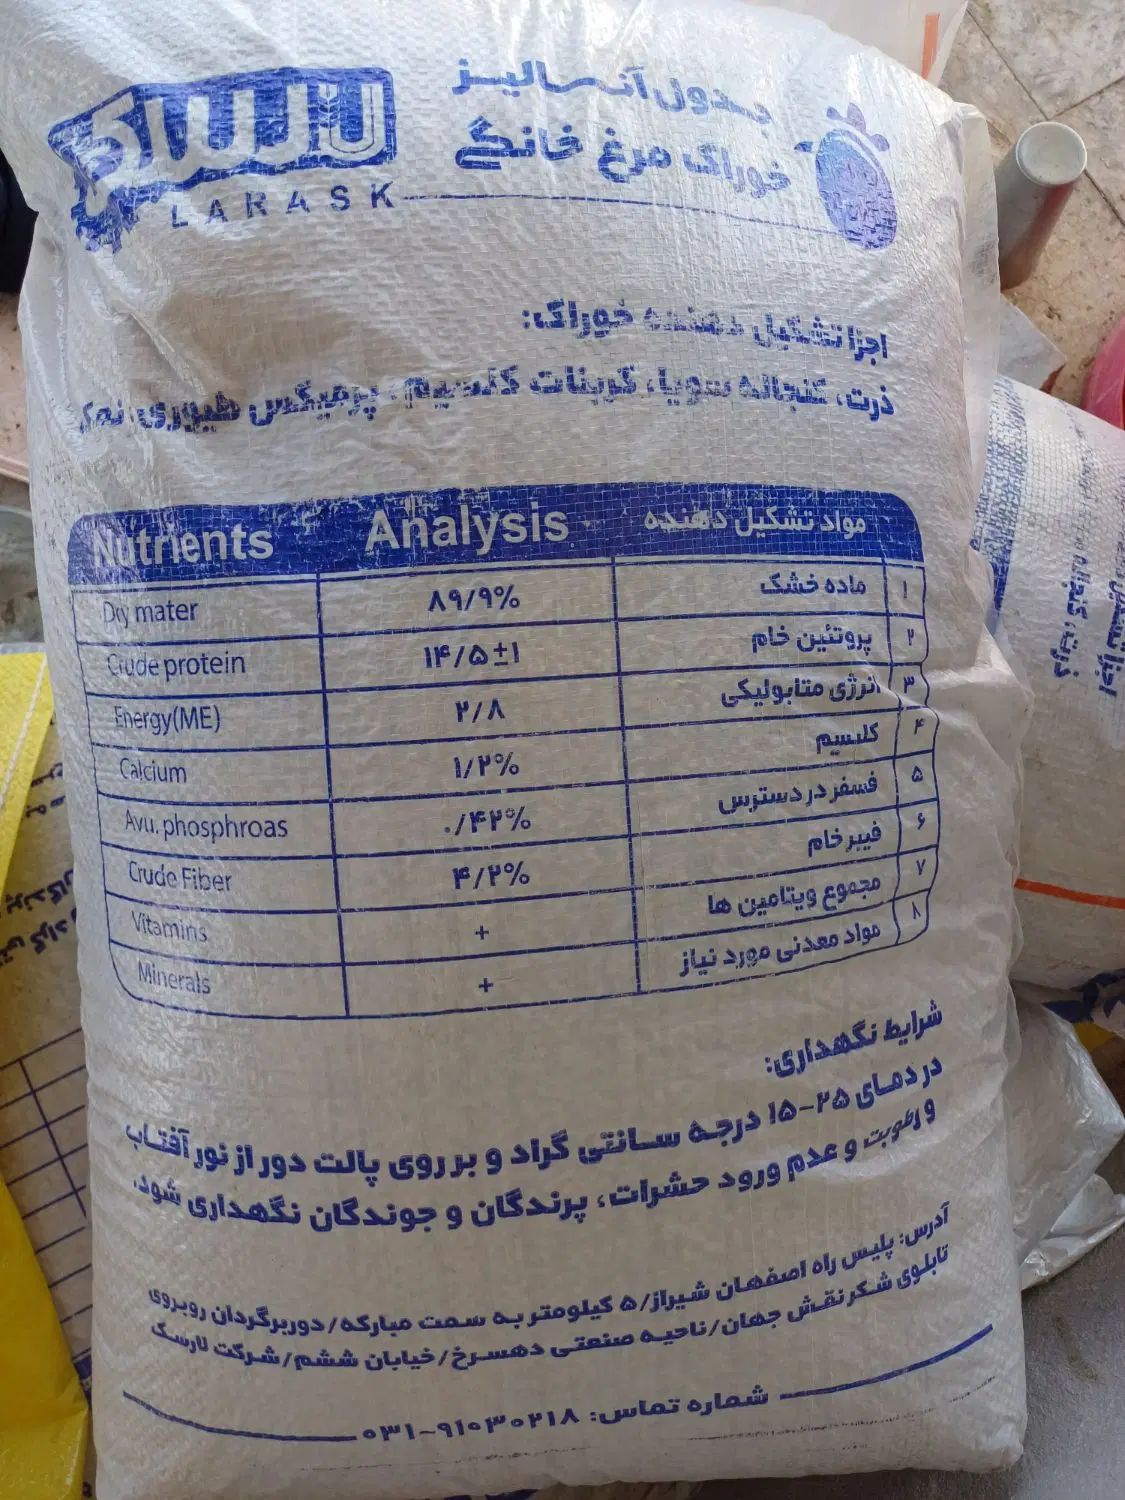 جدول آنالیز
خوراک مرغ خانگی
لارسک
LARASK
اجزا تشکیل دهنده خوراک:
ذرت، کنجاله سویا، کربنات کلسیم، پرمیکس طیوری، نمک
Nutrients Analysis مواد تشکیل دهنده
Dry mater ۸۹/۹% ماده خشک ۱
Crude protein ۱۴/۵±۱ پروتئین خام ۲
Energy(ME) ۲/۸ انرژی متابولیکی ۳
Calcium ۱/۲% کلسیم ۴
Avu. phosphroas ۰/۴۲% فسفر در دسترس ۵
Crude Fiber ۴/۲% فیبر خام ۶
Vitamins + مجموع ویتامین ها ۷
Minerals + مواد معدنی مورد نیاز ۸
شرایط نگهداری:
در دمای ۲۵-۱۵ درجه سانتی گراد و بر روی پالت دور از نور آفتاب
و رطوبت و عدم ورود حشرات، پرندگان و جوندگان نگهداری شود.
آدرس: پلیس راه اصفهان شیراز/۵ کیلومتر به سمت مبارکه/دوربرگردان روبروی
تابلوی شکر نقش جهان/ناحیه صنعتی دهسرخ/خیابان ششم/شرکت لارسک
شماره تماس: ۰۳۱-۹۱۰۳۰۲۱۸